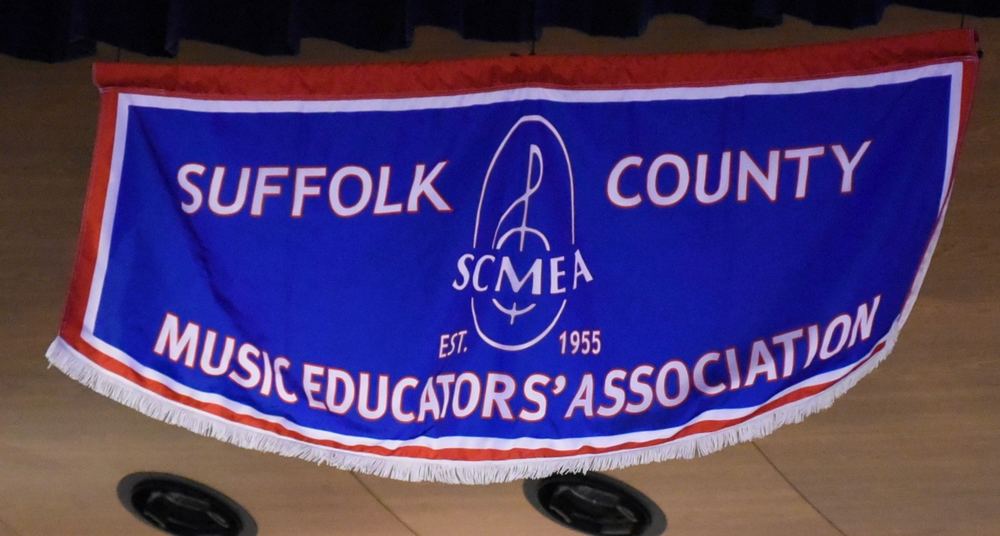 SUFFOLK COUNTY
SCMEA
EST. 1955
MUSIC EDUCATORS' ASSOCIATION